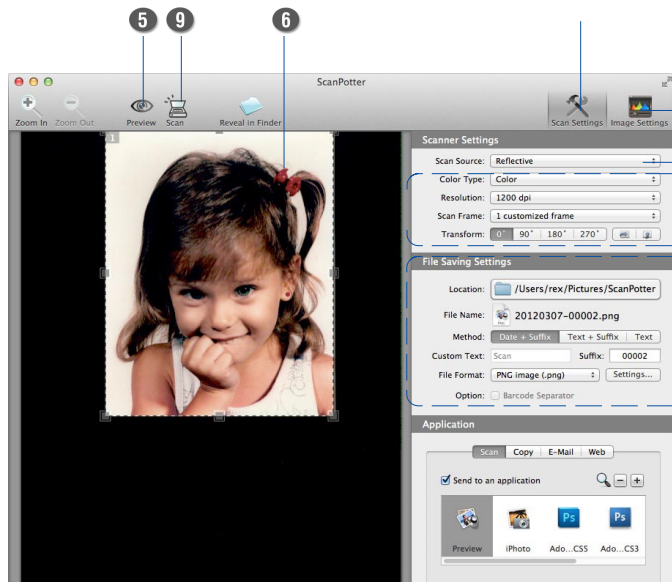 5 9 6
ScanPotter
Zoom In Zoom Out Preview Scan Reveal in Finder Scan Settings Image Settings
1
Scanner Settings
Scan Source: Reflective
Color Type: Color
Resolution: 1200 dpi
Scan Frame: 1 customized frame
Transform: 0° 90° 180° 270°
File Saving Settings
Location: /Users/rex/Pictures/ScanPotter
File Name: 20120307-00002.png
Method: Date + Suffix Text + Suffix Text
Custom Text: Scan Suffix: 00002
File Format: PNG image (.png) Settings...
Option: Barcode Separator
Application
Scan Copy E-Mail Web
Send to an application
Ps Ps
Preview iPhoto Ado...CS5 Ado...CS3